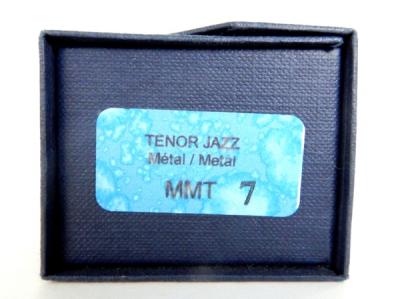 TENOR JAZZ
Métal / Metal
MMT 7